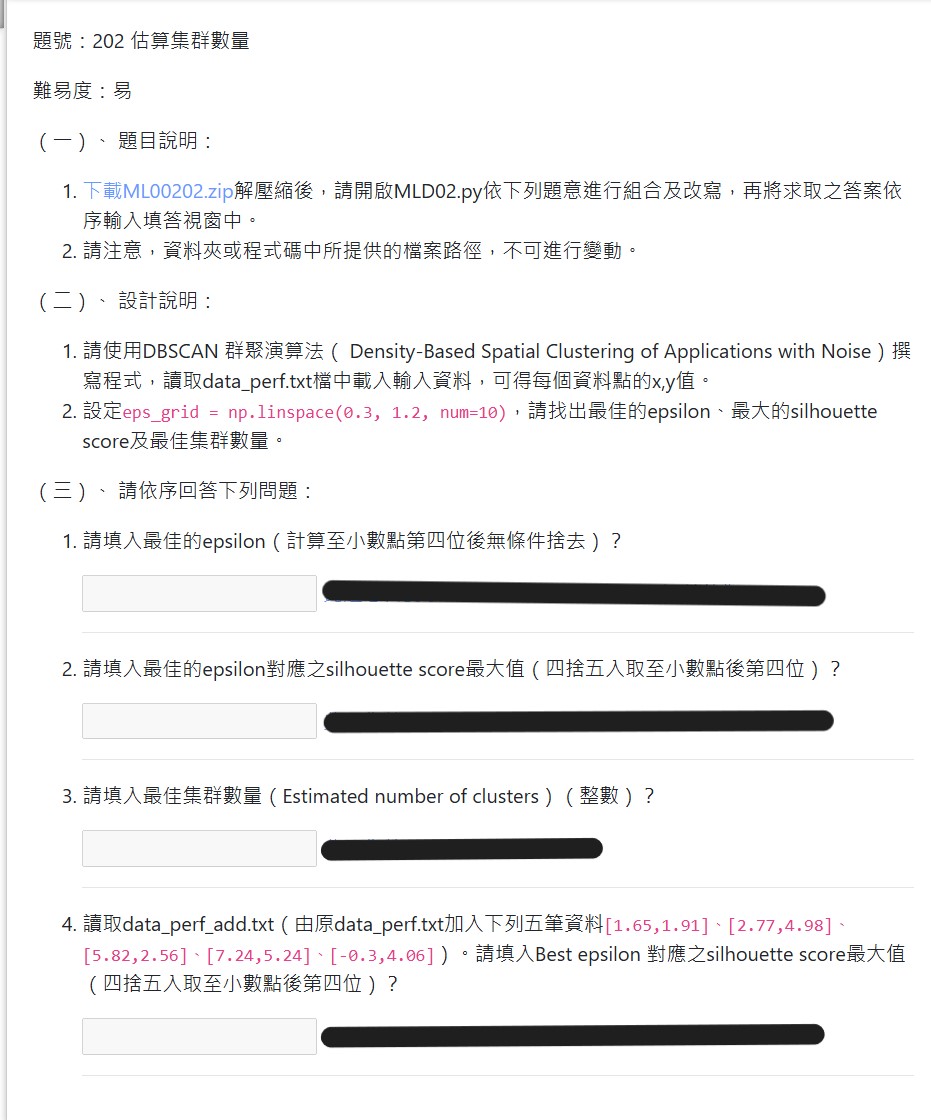 題號：202 估算集群數量
難易度：易
（一）、 題目說明：
1. 下載ML00202.zip解壓縮後，請開啟MLD02.py依下列題意進行組合及改寫，再將求取之答案依
序輸入填答視窗中。
2. 請注意，資料夾或程式碼中所提供的檔案路徑，不可進行變動。
（二）、 設計說明：
1. 請使用DBSCAN 群聚演算法（ Density-Based Spatial Clustering of Applications with Noise）撰
寫程式，讀取data_perf.txt檔中載入輸入資料，可得每個資料點的x,y值。
2. 設定eps_grid = np.linspace(0.3, 1.2, num=10)，請找出最佳的epsilon、最大的silhouette
score及最佳集群數量。
（三）、 請依序回答下列問題：
1. 請填入最佳的epsilon（計算至小數點第四位後無條件捨去）？
2. 請填入最佳的epsilon對應之silhouette score最大值（四捨五入取至小數點後第四位）？
3. 請填入最佳集群數量（Estimated number of clusters）（整數）？
4. 讀取data_perf_add.txt（由原data_perf.txt加入下列五筆資料[1.65,1.91]、[2.77,4.98]、
[5.82,2.56]、[7.24,5.24]、[-0.3,4.06]）。請填入Best epsilon 對應之silhouette score最大值
（四捨五入取至小數點後第四位）？